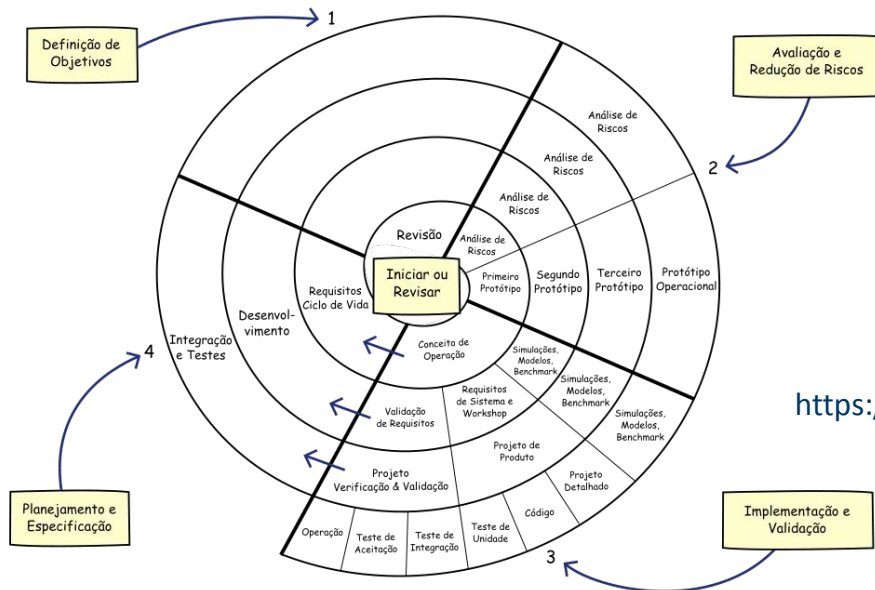 1
Definição de
Objetivos
Avaliação e
Redução de Riscos
2
Análise de
Riscos
Análise de
Riscos
Análise de
Riscos
Análise de
Riscos
Revisão
Iniciar ou
Revisar
Primeiro
Protótipo
Segundo
Protótipo
Terceiro
Protótipo
Protótipo
Operacional
Requisitos
Ciclo de Vida
Desenvol-
vimento
Integração
e Testes
4
Conceito de
Operação
Simulações,
Modelos,
Benchmark
Simulações,
Modelos,
Benchmark
Simulações,
Modelos,
Benchmark
Validação
de Requisitos
Requisitos
de Sistema e
Workshop
Projeto
Verificação & Validação
Projeto de
Produto
Operação
Teste de
Aceitação
Teste de
Integração
Teste de
Unidade
Código
Projeto
Detalhado
3
Planejamento e
Especificação
Implementação e
Validação
https:/